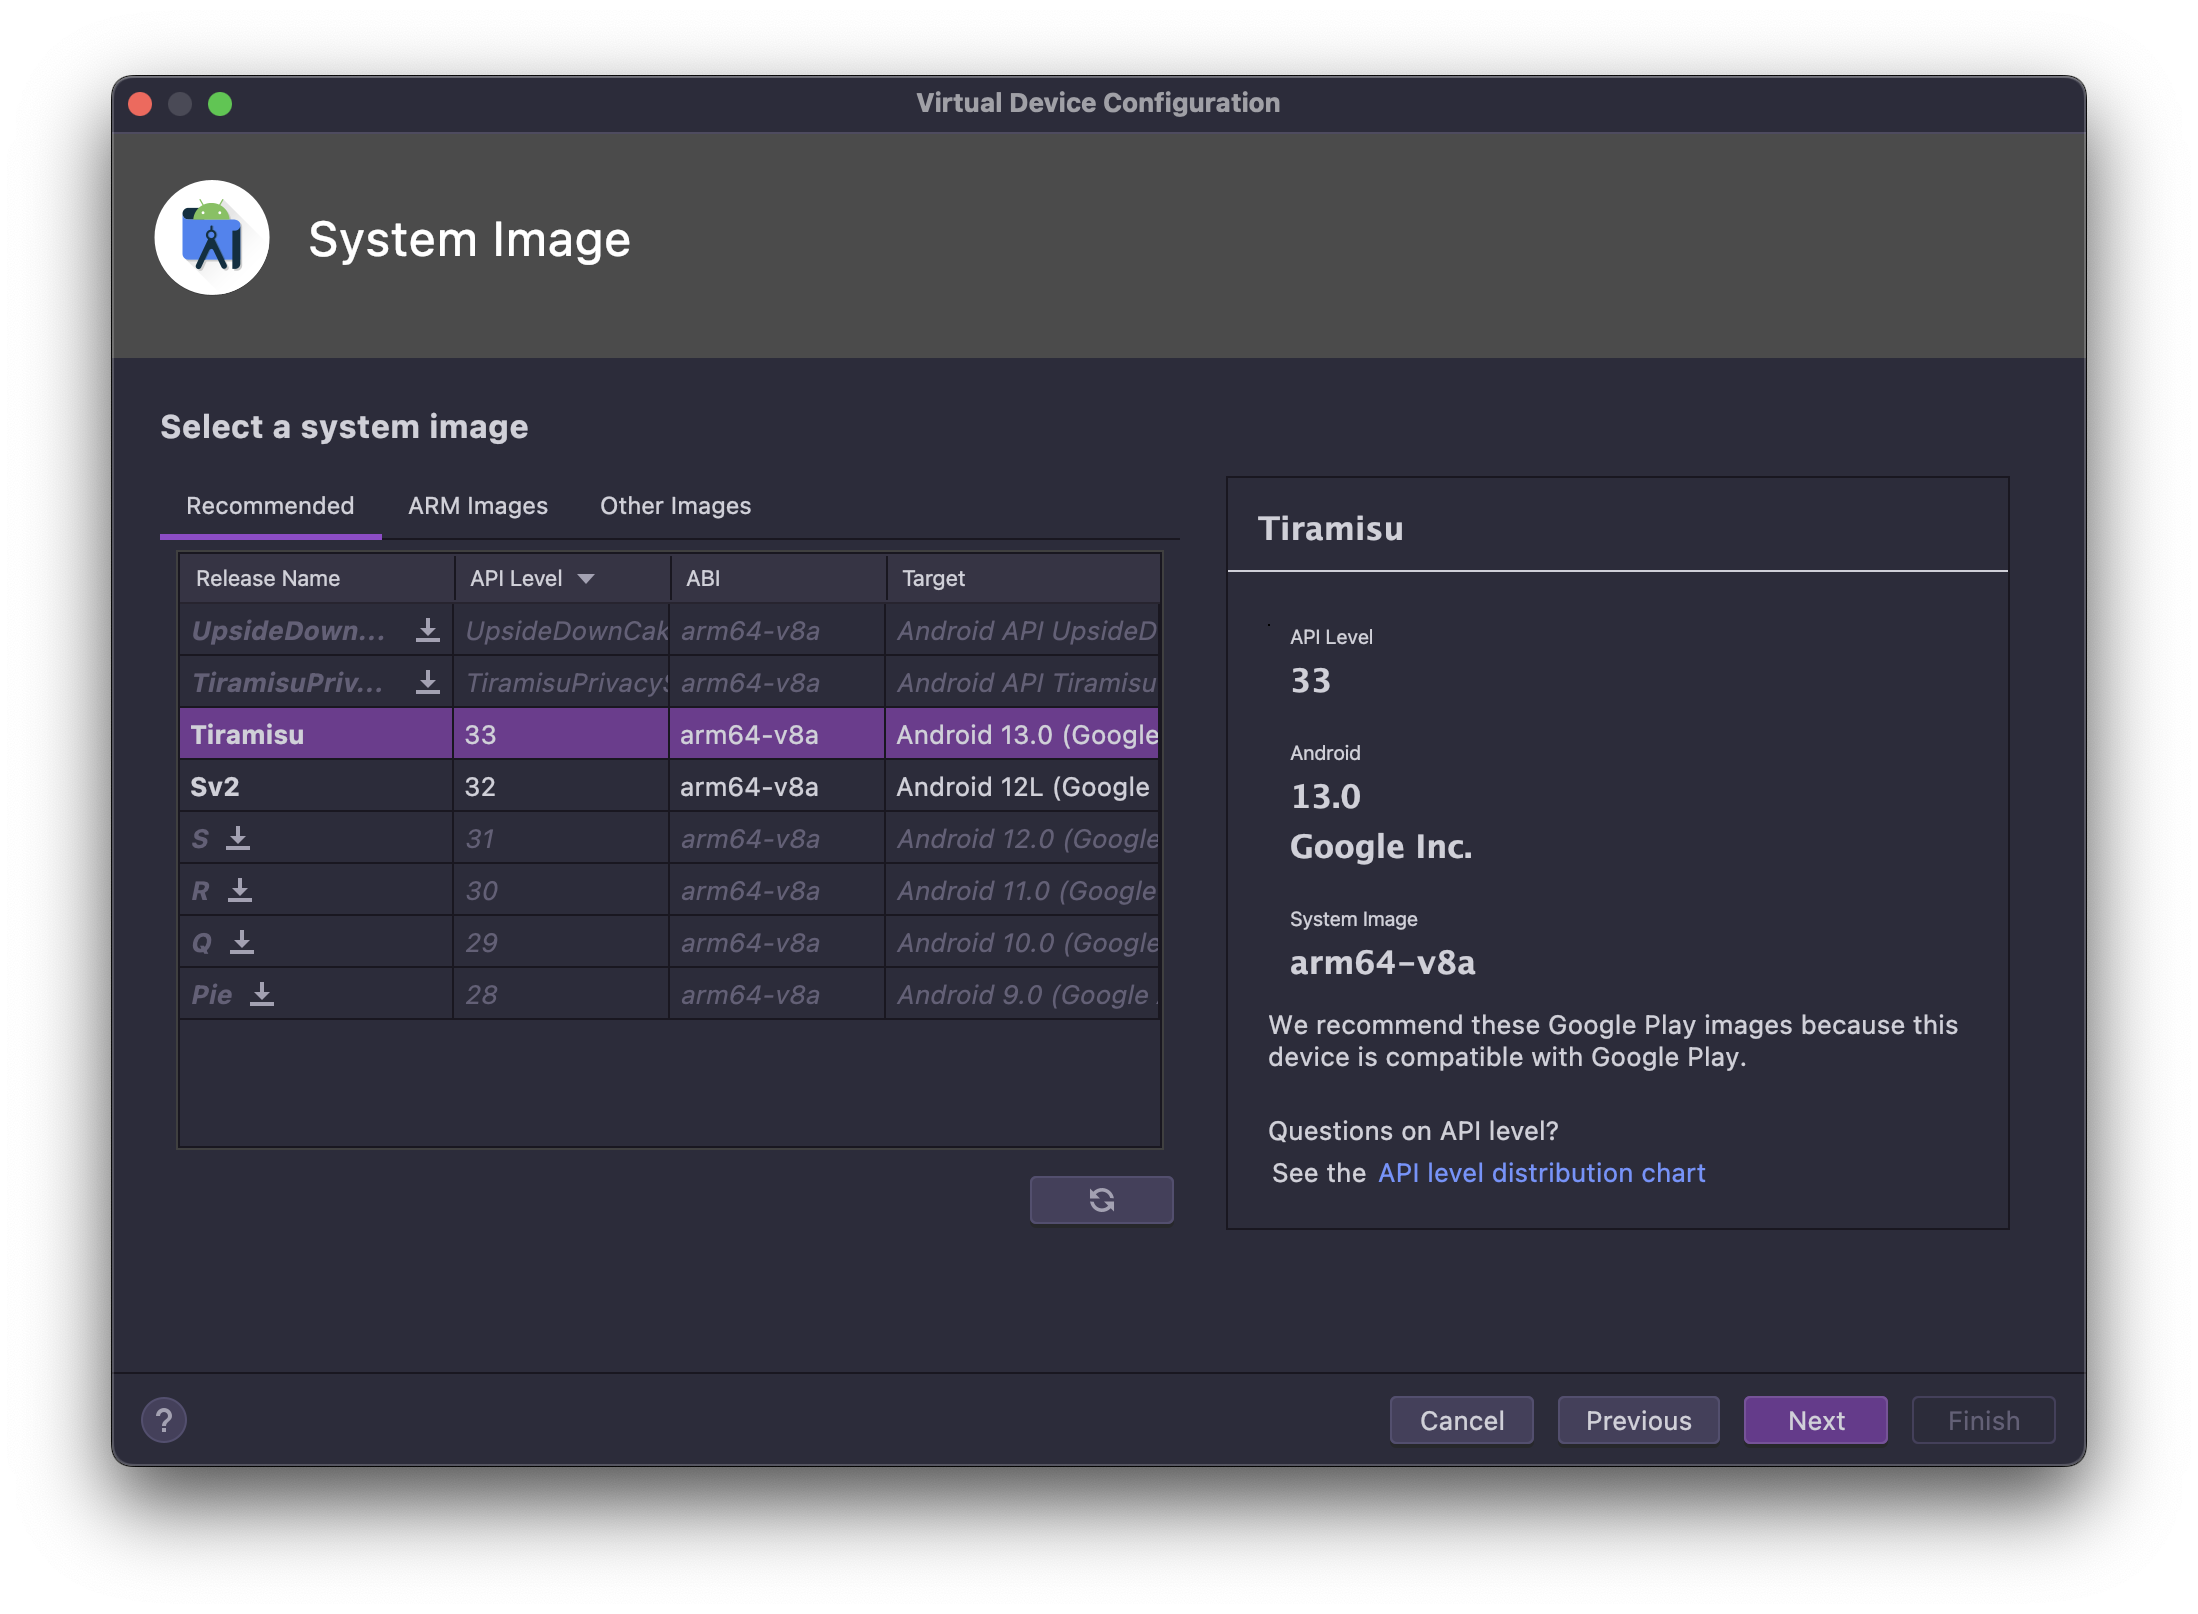 Virtual Device Configuration
System Image
Select a system image
Recommended ARM Images Other Images
Release Name API Level ABI Target
UpsideDown... UpsideDownCak arm64-v8a Android API UpsideD
TiramisuPriv... TiramisuPrivacyS arm64-v8a Android API Tiramisu
Tiramisu 33 arm64-v8a Android 13.0 (Google
Sv2 32 arm64-v8a Android 12L (Google
S 31 arm64-v8a Android 12.0 (Google
R 30 arm64-v8a Android 11.0 (Google
Q 29 arm64-v8a Android 10.0 (Google
Pie 28 arm64-v8a Android 9.0 (Google
Tiramisu
API Level
33
Android
13.0
Google Inc.
System Image
arm64-v8a
We recommend these Google Play images because this
device is compatible with Google Play.
Questions on API level?
See the API level distribution chart
? Cancel Previous Next Finish